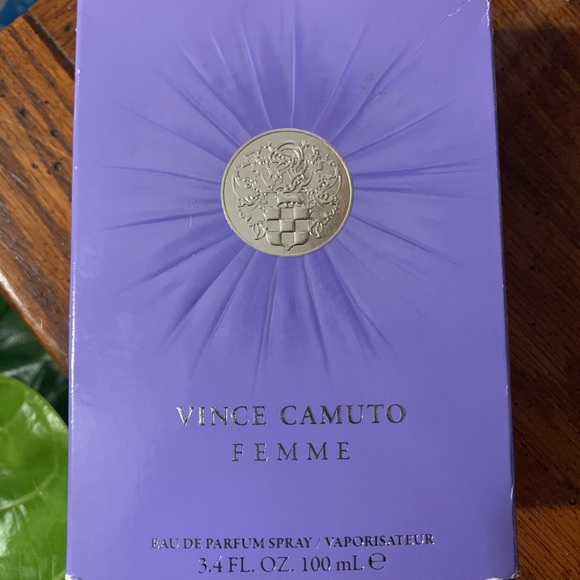 VINCE CAMUTO
FEMME
EAU DE PARFUM SPRAY / VAPORISATEUR
3.4 FL. OZ. 100 mL ℮